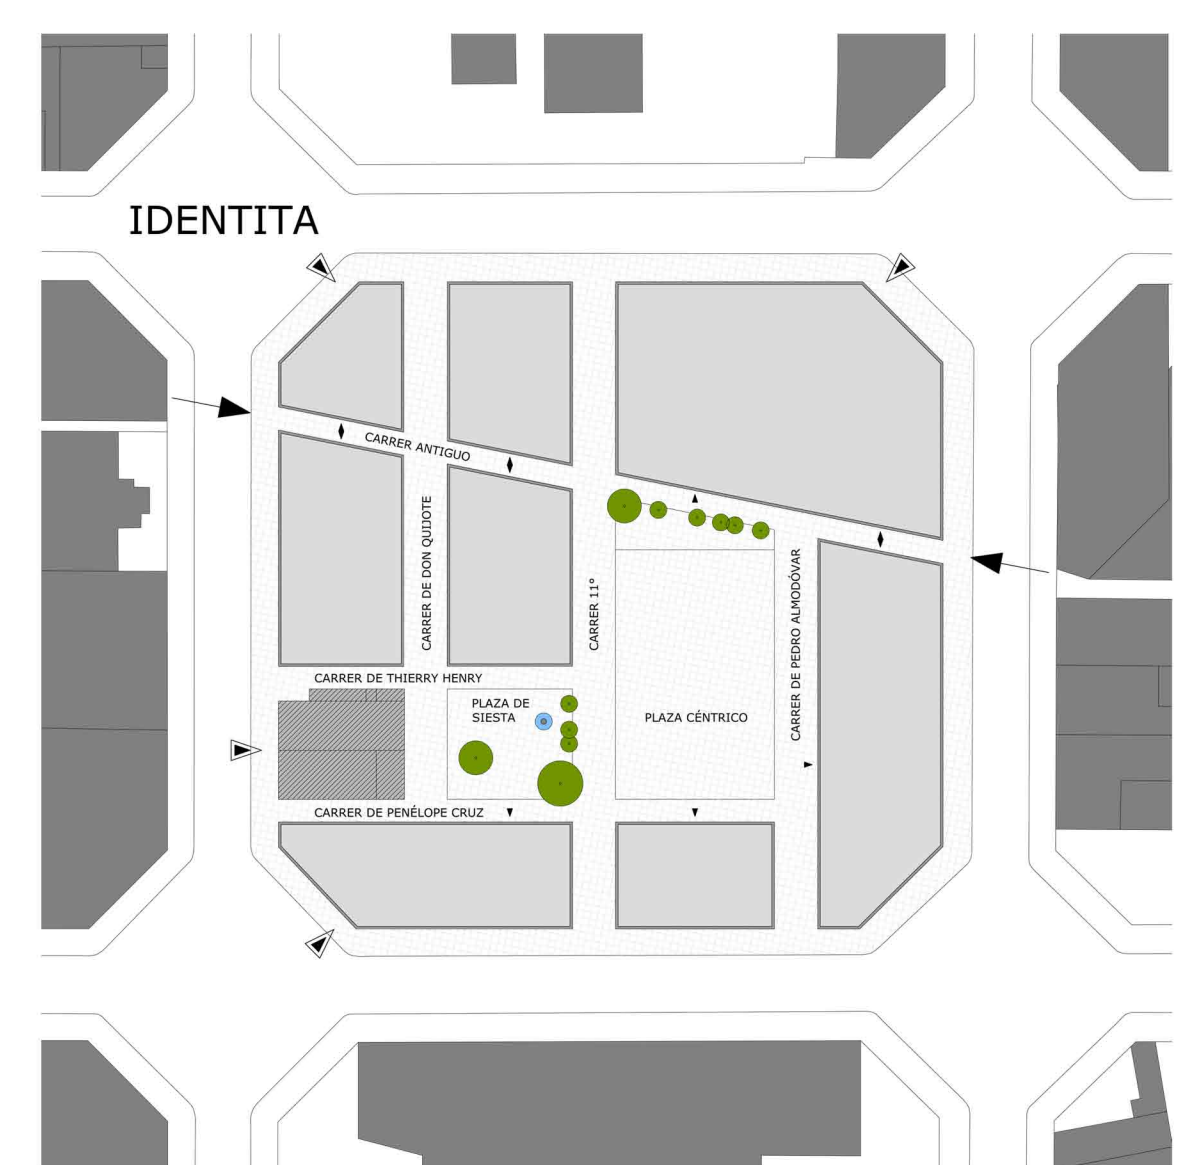 IDENTITA
CARRER ANTIGUO
CARRER DE DON QUIJOTE
CARRER 11°
CARRER DE PEDRO ALMODÓVAR
CARRER DE THIERRY HENRY
PLAZA DE
SIESTA
PLAZA CÉNTRICO
CARRER DE PENÉLOPE CRUZ